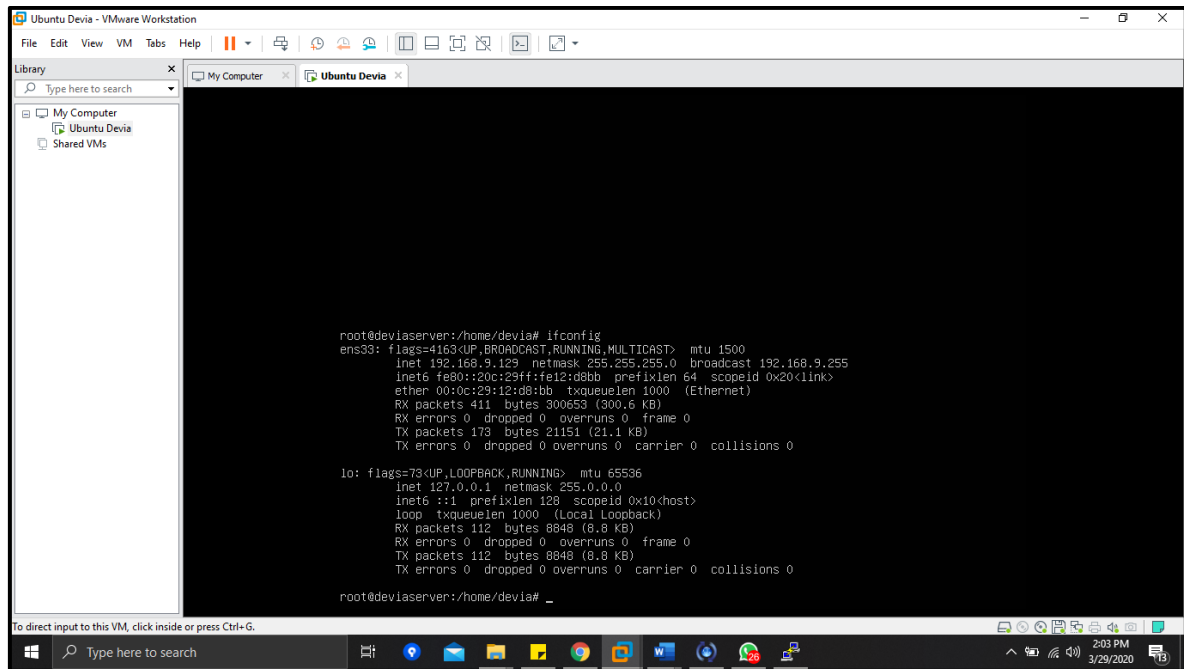 Ubuntu Devia - VMware Workstation
File Edit View VM Tabs Help
Library
Type here to search
My Computer
Ubuntu Devia
Shared VMs
My Computer
Ubuntu Devia
root@deviaserver:/home/devia# ifconfig
ens33: flags=4163<UP,BROADCAST,RUNNING,MULTICAST>  mtu 1500
inet 192.168.9.129  netmask 255.255.255.0  broadcast 192.168.9.255
inet6 fe80::20c:29ff:fe12:d8bb  prefixlen 64  scopeid 0x20<link>
ether 00:0c:29:12:d8:bb  txqueuelen 1000  (Ethernet)
RX packets 411  bytes 300653 (300.6 KB)
RX errors 0  dropped 0  overruns 0  frame 0
TX packets 173  bytes 21151 (21.1 KB)
TX errors 0  dropped 0 overruns 0  carrier 0  collisions 0
lo: flags=73<UP,LOOPBACK,RUNNING>  mtu 65536
inet 127.0.0.1  netmask 255.0.0.0
inet6 ::1  prefixlen 128  scopeid 0x10<host>
loop  txqueuelen 1000  (Local Loopback)
RX packets 112  bytes 8848 (8.8 KB)
RX errors 0  dropped 0  overruns 0  frame 0
TX packets 112  bytes 8848 (8.8 KB)
TX errors 0  dropped 0 overruns 0  carrier 0  collisions 0
root@deviaserver:/home/devia# _
To direct input to this VM, click inside or press Ctrl+G.
Type here to search
26
2:03 PM
3/29/2020
13